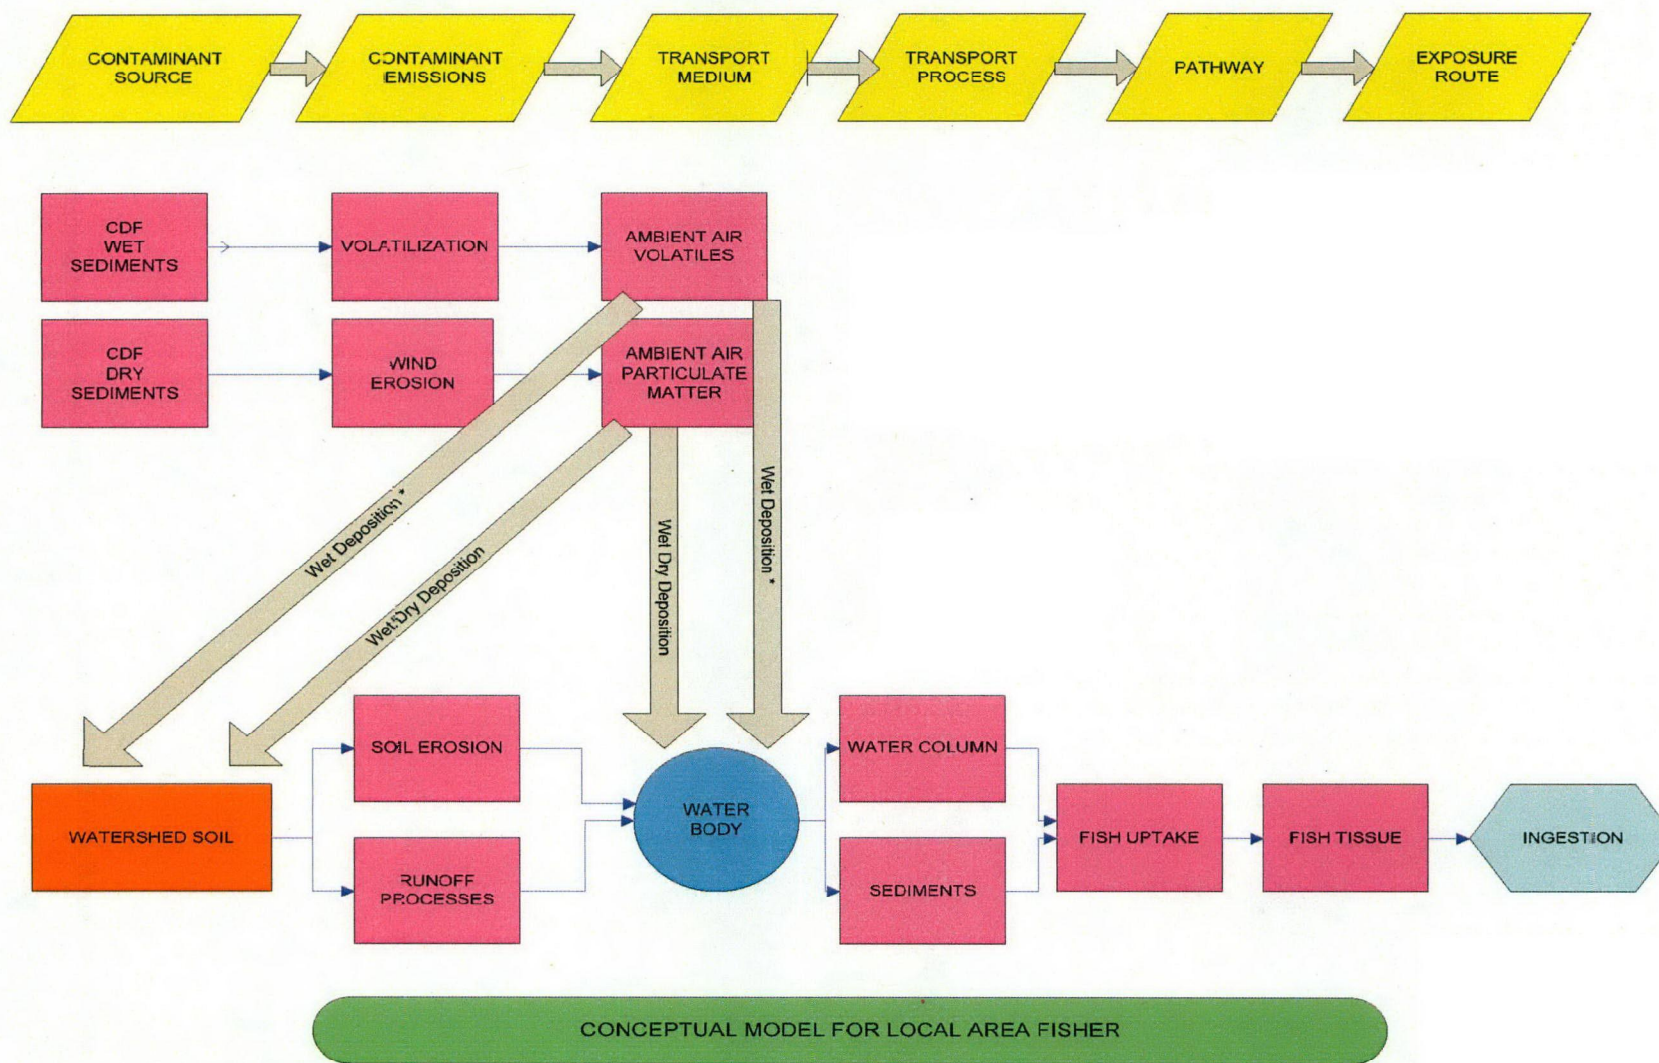 CONTAMINANT
SOURCE
CONTAMINANT
EMISSIONS
TRANSPORT
MEDIUM
TRANSPORT
PROCESS
PATHWAY
EXPOSURE
ROUTE
CDF
WET
SEDIMENTS
VOLATILIZATION
AMBIENT AIR
VOLATILES
CDF
DRY
SEDIMENTS
WIND
EROSION
AMBIENT AIR
PARTICULATE
MATTER
Wet Deposition *
Wet/Dry Deposition
Wet Dry Deposition
Wet Deposition *
SOIL EROSION
WATER COLUMN
WATERSHED SOIL
WATER
BODY
FISH UPTAKE
FISH TISSUE
INGESTION
RUNOFF
PROCESSES
SEDIMENTS
CONCEPTUAL MODEL FOR LOCAL AREA FISHER